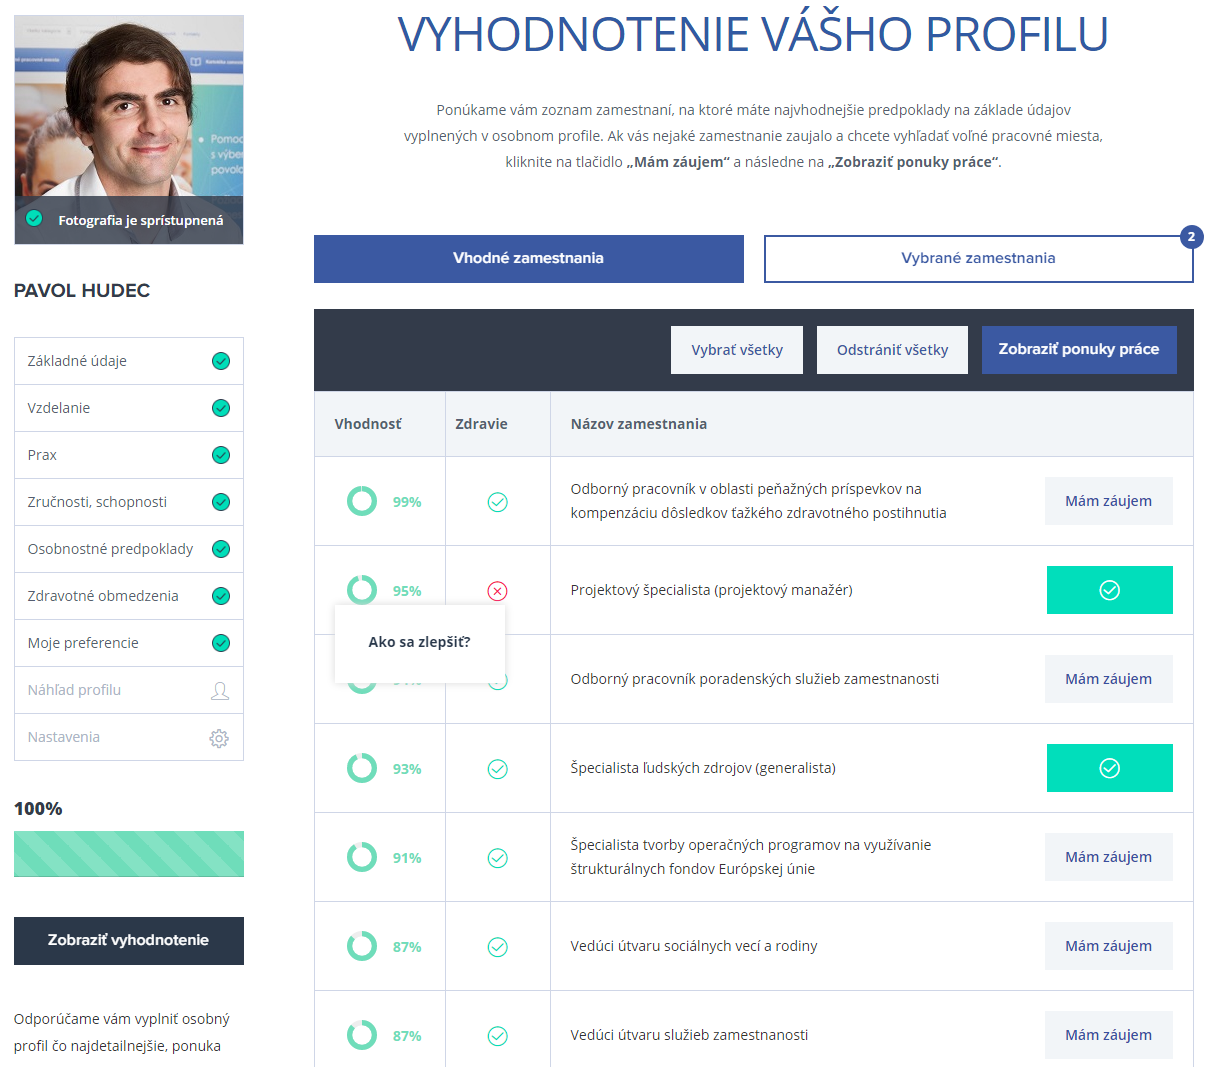 VYHODNOTENIE VÁŠHO PROFILU
Ponúkame vám zoznam zamestnaní, na ktoré máte najvhodnejšie predpoklady na základe údajov
vyplnených v osobnom profile. Ak vás nejaké zamestnanie zaujalo a chcete vyhľadať voľné pracovné miesta,
kliknite na tlačidlo „Mám záujem“ a následne na „Zobraziť ponuky práce“.
Pomo
s výber
povola
Fotografia je sprístupnená
PAVOL HUDEC
Základné údaje
Vzdelanie
Prax
Zručnosti, schopnosti
Osobnostné predpoklady
Zdravotné obmedzenia
Moje preferencie
Náhľad profilu
Nastavenia
100%
Zobraziť vyhodnotenie
Odporúčame vám vyplniť osobný
profil čo najdetailnejšie, ponuka
Vhodné zamestnania
Vybrané zamestnania
2
Vybrať všetky
Odstrániť všetky
Zobraziť ponuky práce
Vhodnosť Zdravie Názov zamestnania
99%
Odborný pracovník v oblasti peňažných príspevkov na
kompenzáciu dôsledkov ťažkého zdravotného postihnutia
Mám záujem
95%
Projektový špecialista (projektový manažér)
Ako sa zlepšiť?
Odborný pracovník poradenských služieb zamestnanosti
Mám záujem
93%
Špecialista ľudských zdrojov (generalista)
91%
Špecialista tvorby operačných programov na využívanie
štrukturálnych fondov Európskej únie
Mám záujem
87%
Vedúci útvaru sociálnych vecí a rodiny
Mám záujem
87%
Vedúci útvaru služieb zamestnanosti
Mám záujem